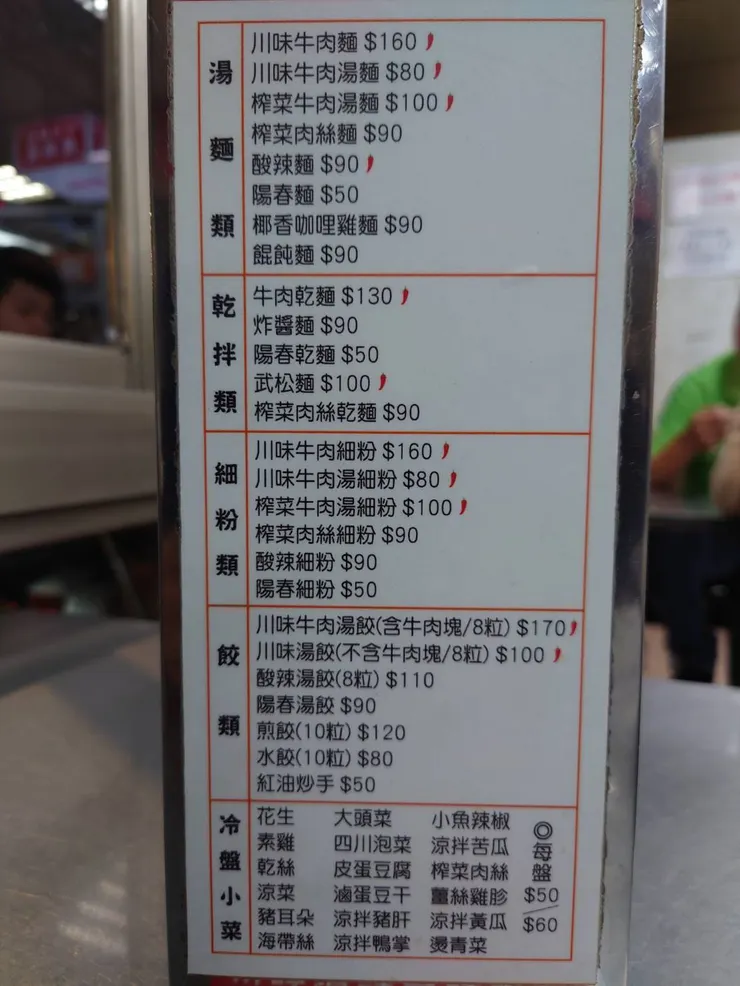 湯麵類
川味牛肉麵 $160
川味牛肉湯麵 $80
榨菜牛肉湯麵 $100
榨菜肉絲麵 $90
酸辣麵 $90
陽春麵 $50
椰香咖哩雞麵 $90
餛飩麵 $90
乾拌類
牛肉乾麵 $130
炸醬麵 $90
陽春乾麵 $50
武松麵 $100
榨菜肉絲乾麵 $90
細粉類
川味牛肉細粉 $160
川味牛肉湯細粉 $80
榨菜牛肉湯細粉 $100
榨菜肉絲細粉 $90
酸辣細粉 $90
陽春細粉 $50
餃類
川味牛肉湯餃(含牛肉塊/8粒) $170
川味湯餃(不含牛肉塊/8粒) $100
酸辣湯餃(8粒) $110
陽春湯餃 $90
煎餃(10粒) $120
水餃(10粒) $80
紅油炒手 $50
冷盤小菜
花生 大頭菜 小魚辣椒
素雞 四川泡菜 涼拌苦瓜
乾絲 皮蛋豆腐 榨菜肉絲
涼菜 滷蛋豆干 薑絲雞胗
豬耳朵 涼拌豬肝 涼拌黃瓜
海帶絲 涼拌鴨掌 燙青菜
◎每盤
$50
$60